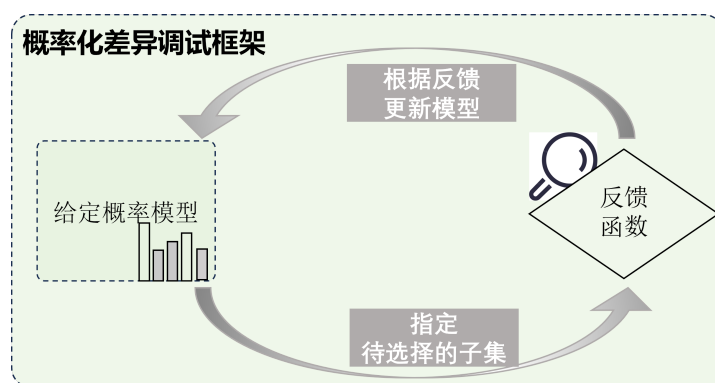 概率化差异调试框架
根据反馈
更新模型
给定概率模型
反馈
函数
指定
待选择的子集